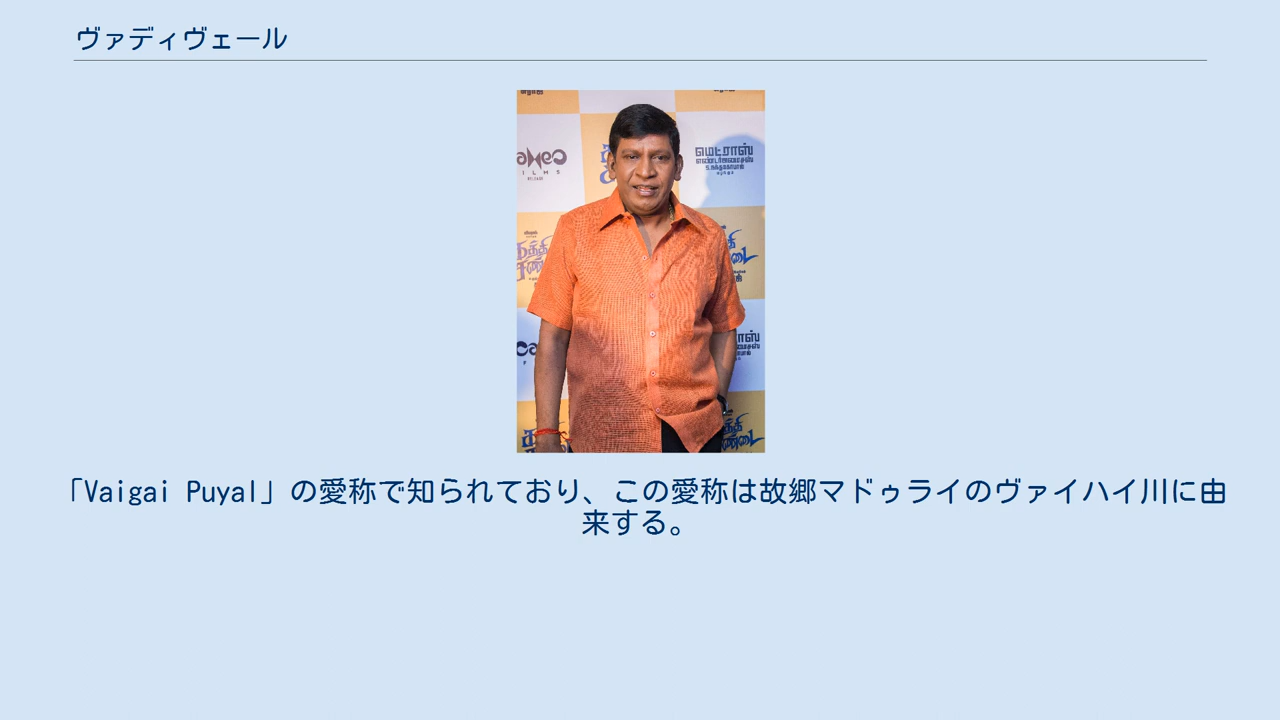 ヴァディヴェール
மெட்ராஸ்
「Vaigai Puyal」の愛称で知られており、この愛称は故郷マドゥライのヴァイハイ川に由
来する。